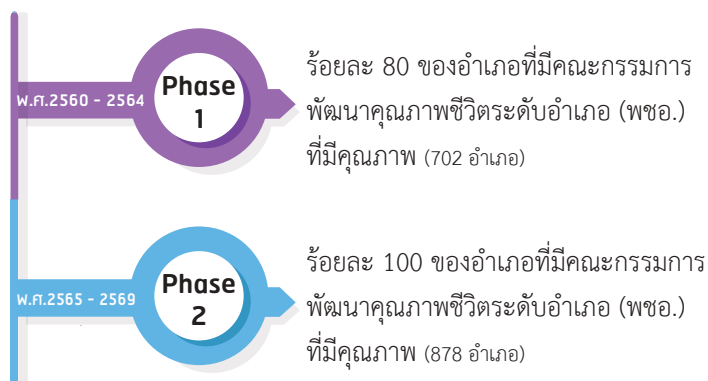 พ.ศ.2560 - 2564
Phase
1
ร้อยละ 80 ของอำเภอที่มีคณะกรรมการ
พัฒนาคุณภาพชีวิตระดับอำเภอ (พชอ.)
ที่มีคุณภาพ (702 อำเภอ)
พ.ศ.2565 - 2569
Phase
2
ร้อยละ 100 ของอำเภอที่มีคณะกรรมการ
พัฒนาคุณภาพชีวิตระดับอำเภอ (พชอ.)
ที่มีคุณภาพ (878 อำเภอ)